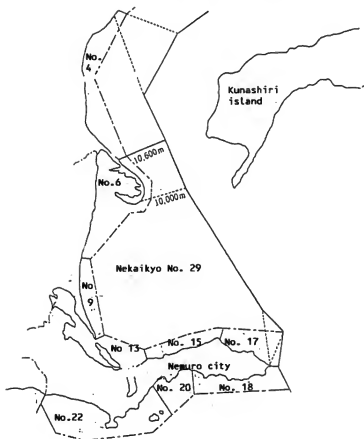 No.
4
Kunashiri
island
10,600m
No.6
10,000m
Nekaikyo No. 29
No
9
No 13
No. 15
No. 17
Nemuro city
No. 20
No. 18
No.22